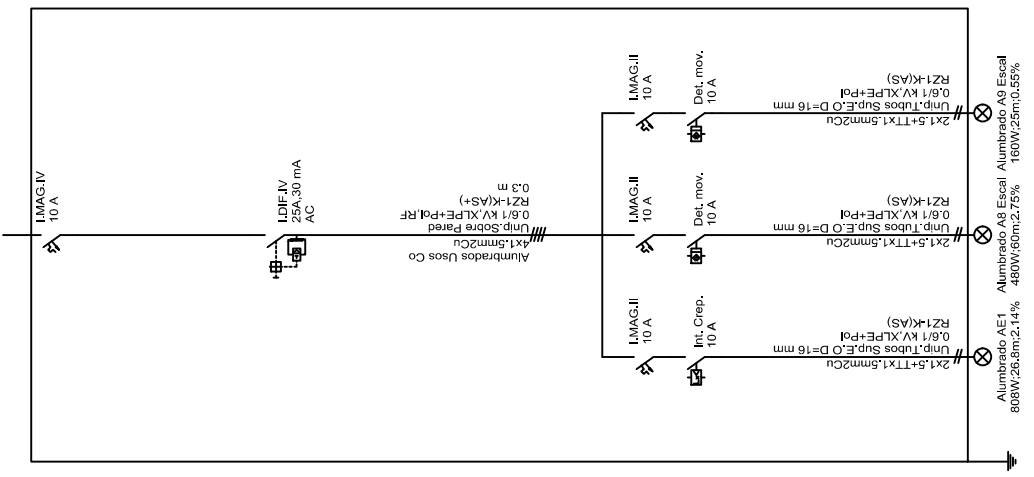 I.MAG.IV
10 A
I.DIF.IV
25A,30 mA
AC
Alumbrados Usos Co
4x1.5mm2Cu
Unip.Sobre Pared
0.6/1 kV,XLPE+Pol,RF
RZ1-K(AS+)
0.3 m
I.MAG.II
10 A
Int. Crep.
10 A
2x1.5+TTx1.5mm2Cu
Unip.Tubos Sup.E.O D=16 mm
0.6/1 kV,XLPE+Pol
RZ1-K(AS)
Alumbrado AE1
808W;26.8m;2.14%
I.MAG.II
10 A
Det. mov.
10 A
2x1.5+TTx1.5mm2Cu
Unip.Tubos Sup.E.O D=16 mm
0.6/1 kV,XLPE+Pol
RZ1-K(AS)
Alumbrado A8 Escal
480W;60m;2.75%
I.MAG.II
10 A
Det. mov.
10 A
2x1.5+TTx1.5mm2Cu
Unip.Tubos Sup.E.O D=16 mm
0.6/1 kV,XLPE+Pol
RZ1-K(AS)
Alumbrado A9 Escal
160W;25m;0.55%